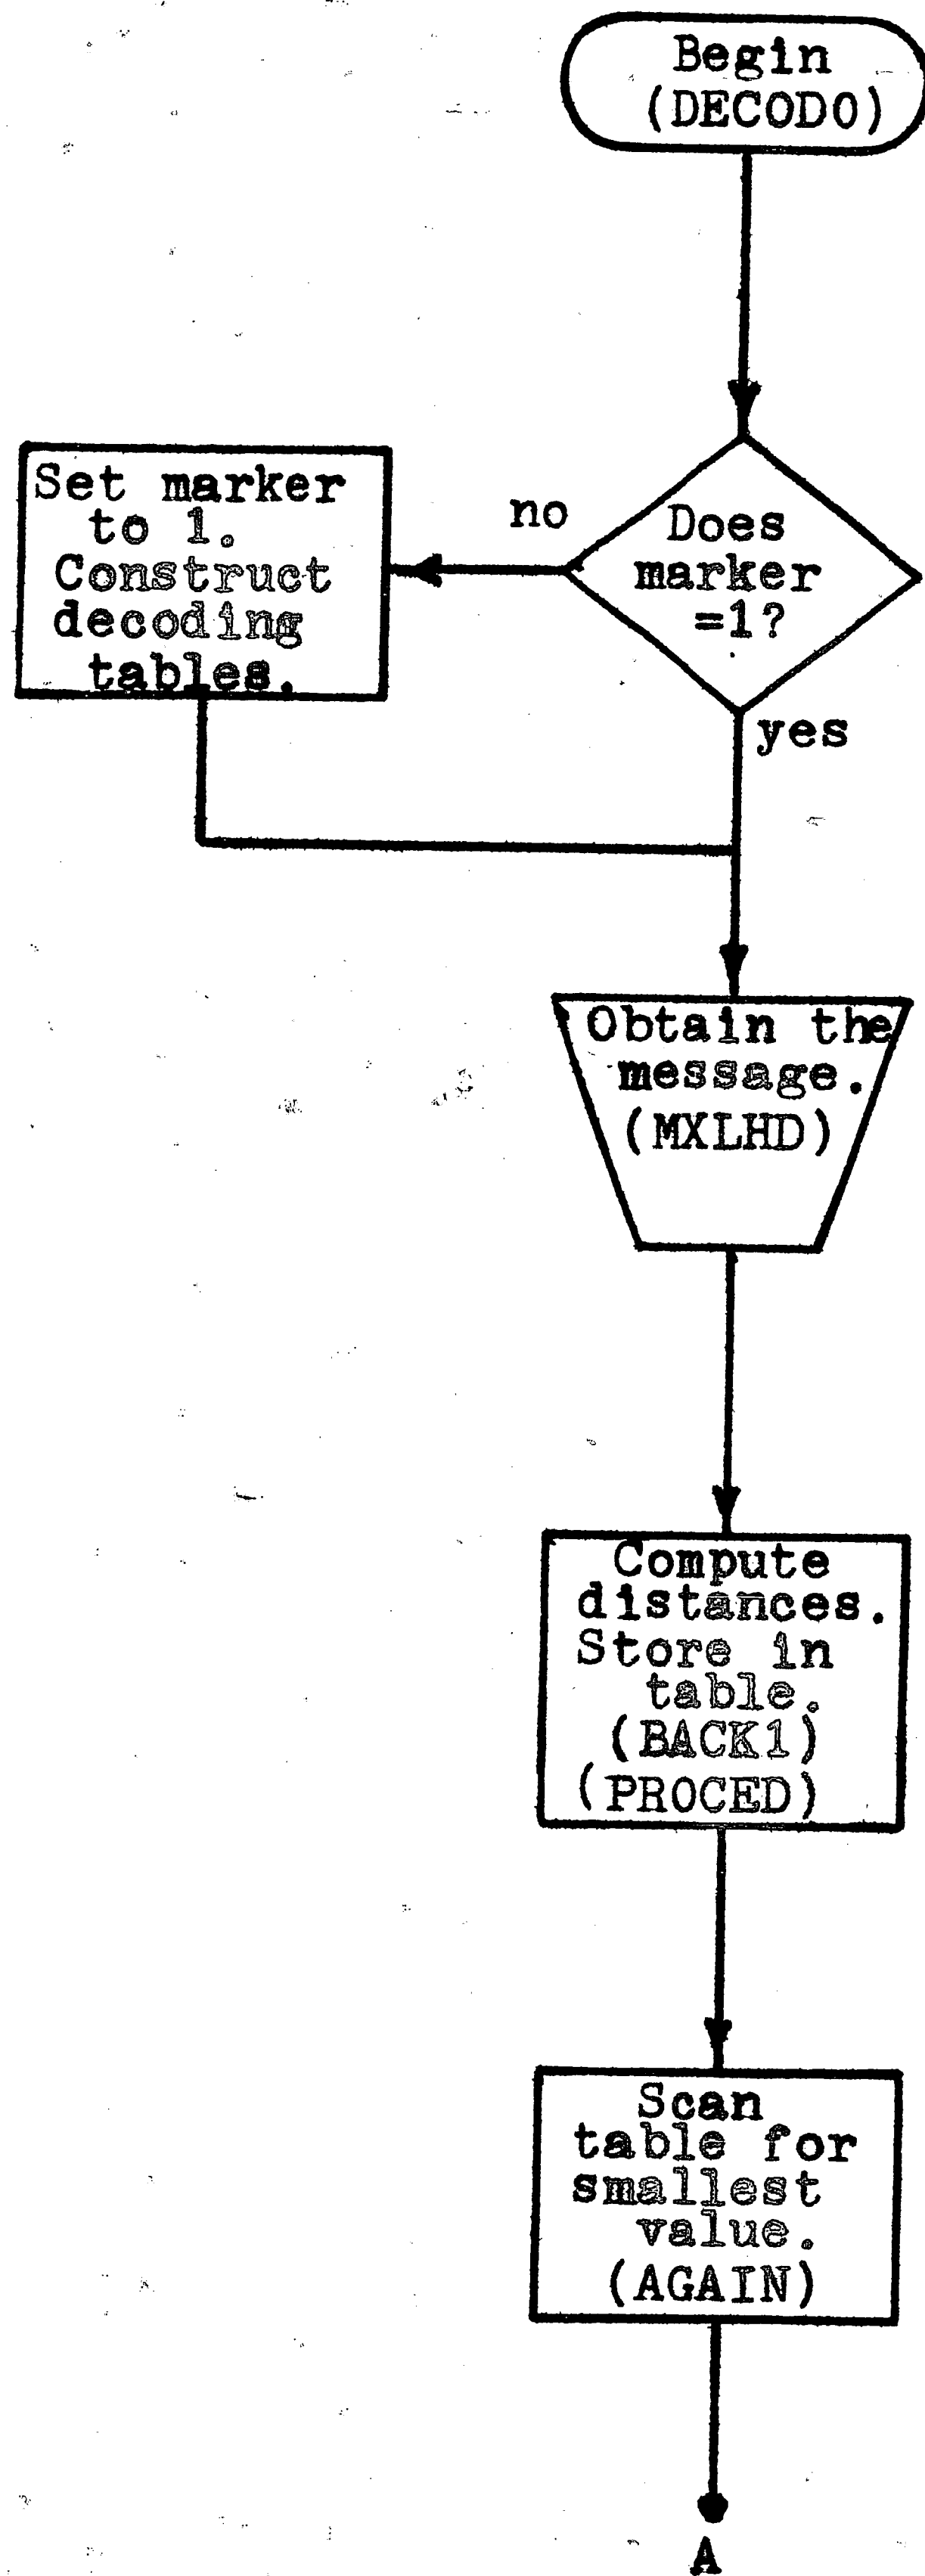 Begin
(DECOD0)
Does
marker
=1?
no
Set marker
to 1.
Construct
decoding
tables.
yes
Obtain the
message.
(MXLHD)
Compute
distances.
Store in
table.
(BACK1)
(PROCED)
Scan
table for
smallest
value.
(AGAIN)
A